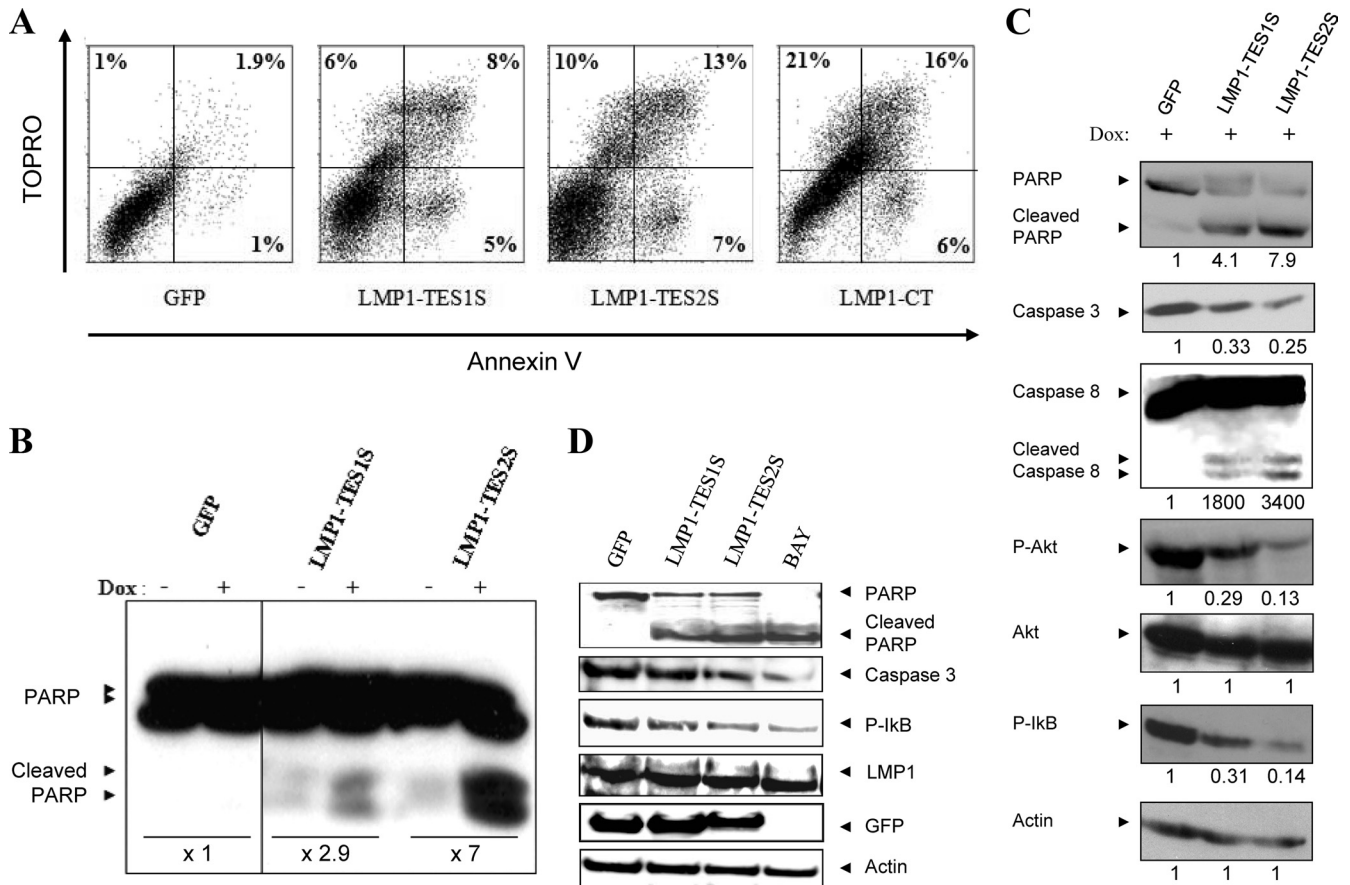 A
TOPRO
1% 1.9%
1%
GFP
6% 8%
5%
LMP1-TES1S
10% 13%
7%
LMP1-TES2S
21% 16%
6%
LMP1-CT
Annexin V
B
GFP
LMP1-TES1S
LMP1-TES2S
Dox : - + - + - +
PARP
Cleaved
PARP
x 1 x 2.9 x 7
C
GFP
LMP1-TES1S
LMP1-TES2S
Dox: + + +
PARP
Cleaved
PARP
1 4.1 7.9
Caspase 3
1 0.33 0.25
Caspase 8
Cleaved
Caspase 8
1 1800 3400
P-Akt
1 0.29 0.13
Akt
1 1 1
P-IkB
1 0.31 0.14
Actin
1 1 1
D
GFP
LMP1-TES1S
LMP1-TES2S
BAY
PARP
Cleaved
PARP
Caspase 3
P-IkB
LMP1
GFP
Actin